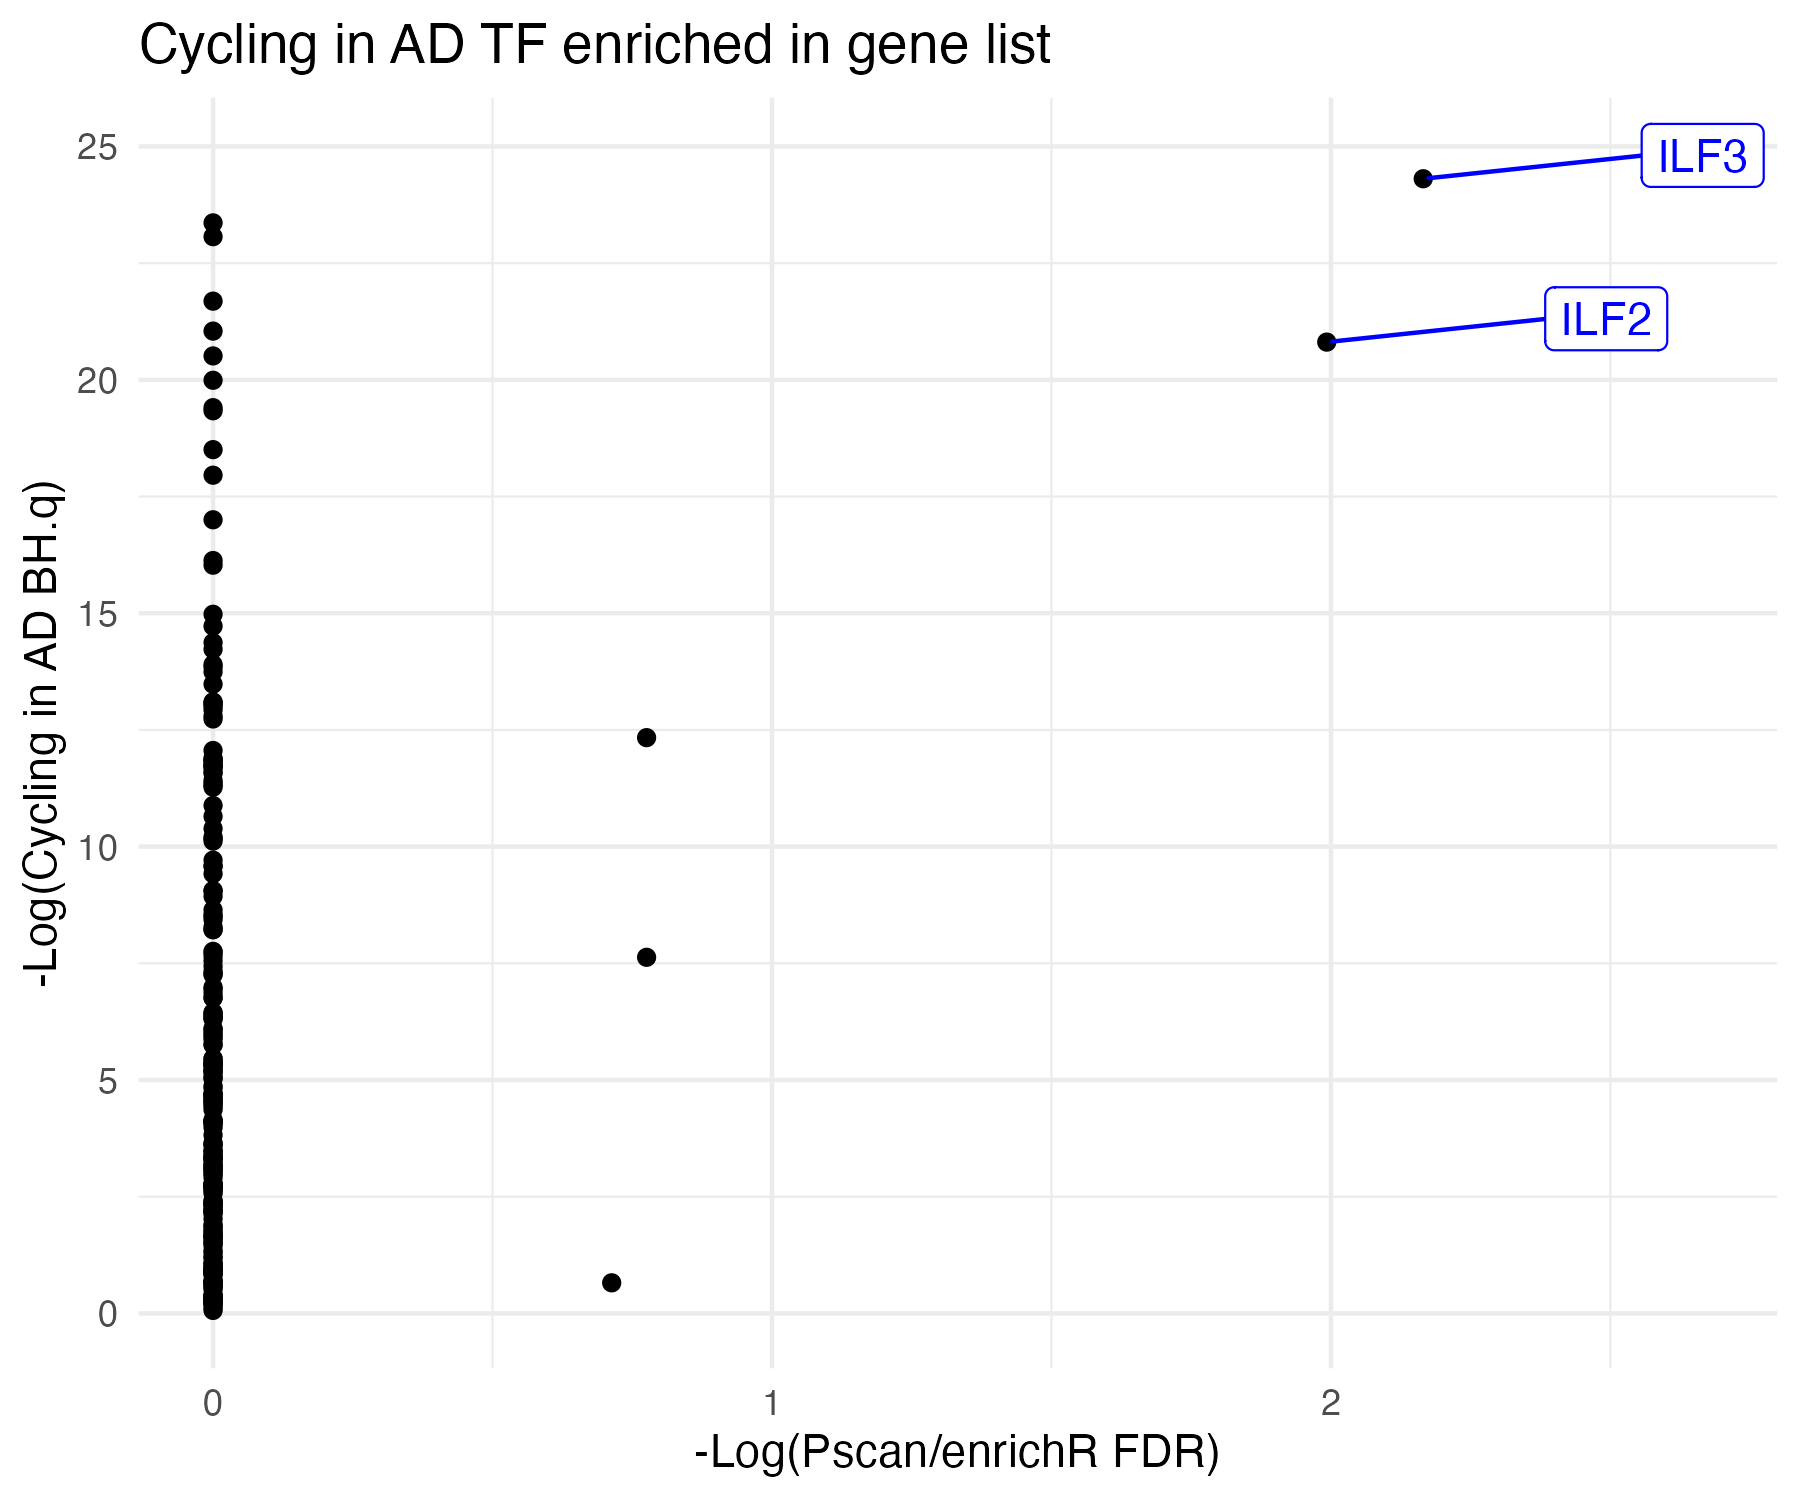 Cycling in AD TF enriched in gene list
-Log(Cycling in AD BH.q)
25
20
15
10
5
0
ILF3
ILF2
0 1 2
-Log(Pscan/enrichR FDR)